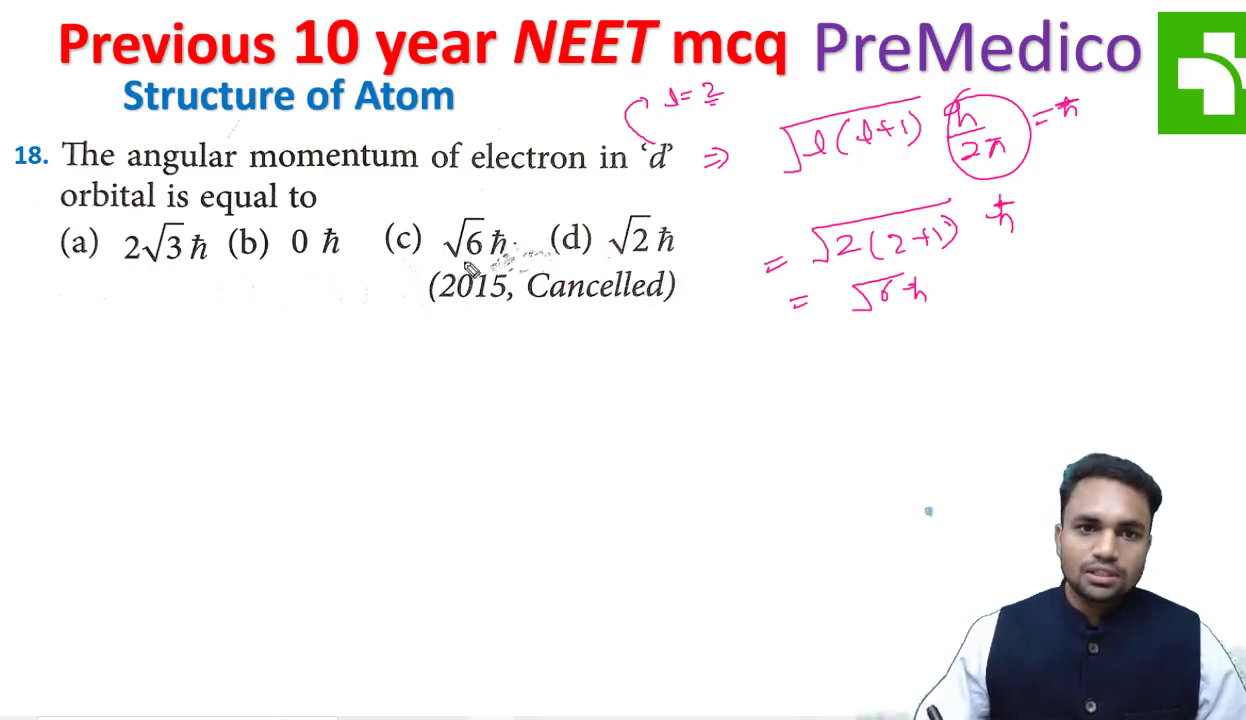 Previous 10 year NEET mcq PreMedico
Structure of Atom
l = 2
18. The angular momentum of electron in 'd' ⇒ √l(l+1) h/2π = ħ
orbital is equal to
(a) 2√3 ħ (b) 0 ħ (c) √6 ħ (d) √2 ħ
= √2(2+1) ħ
(2015, Cancelled)
= √6 ħ